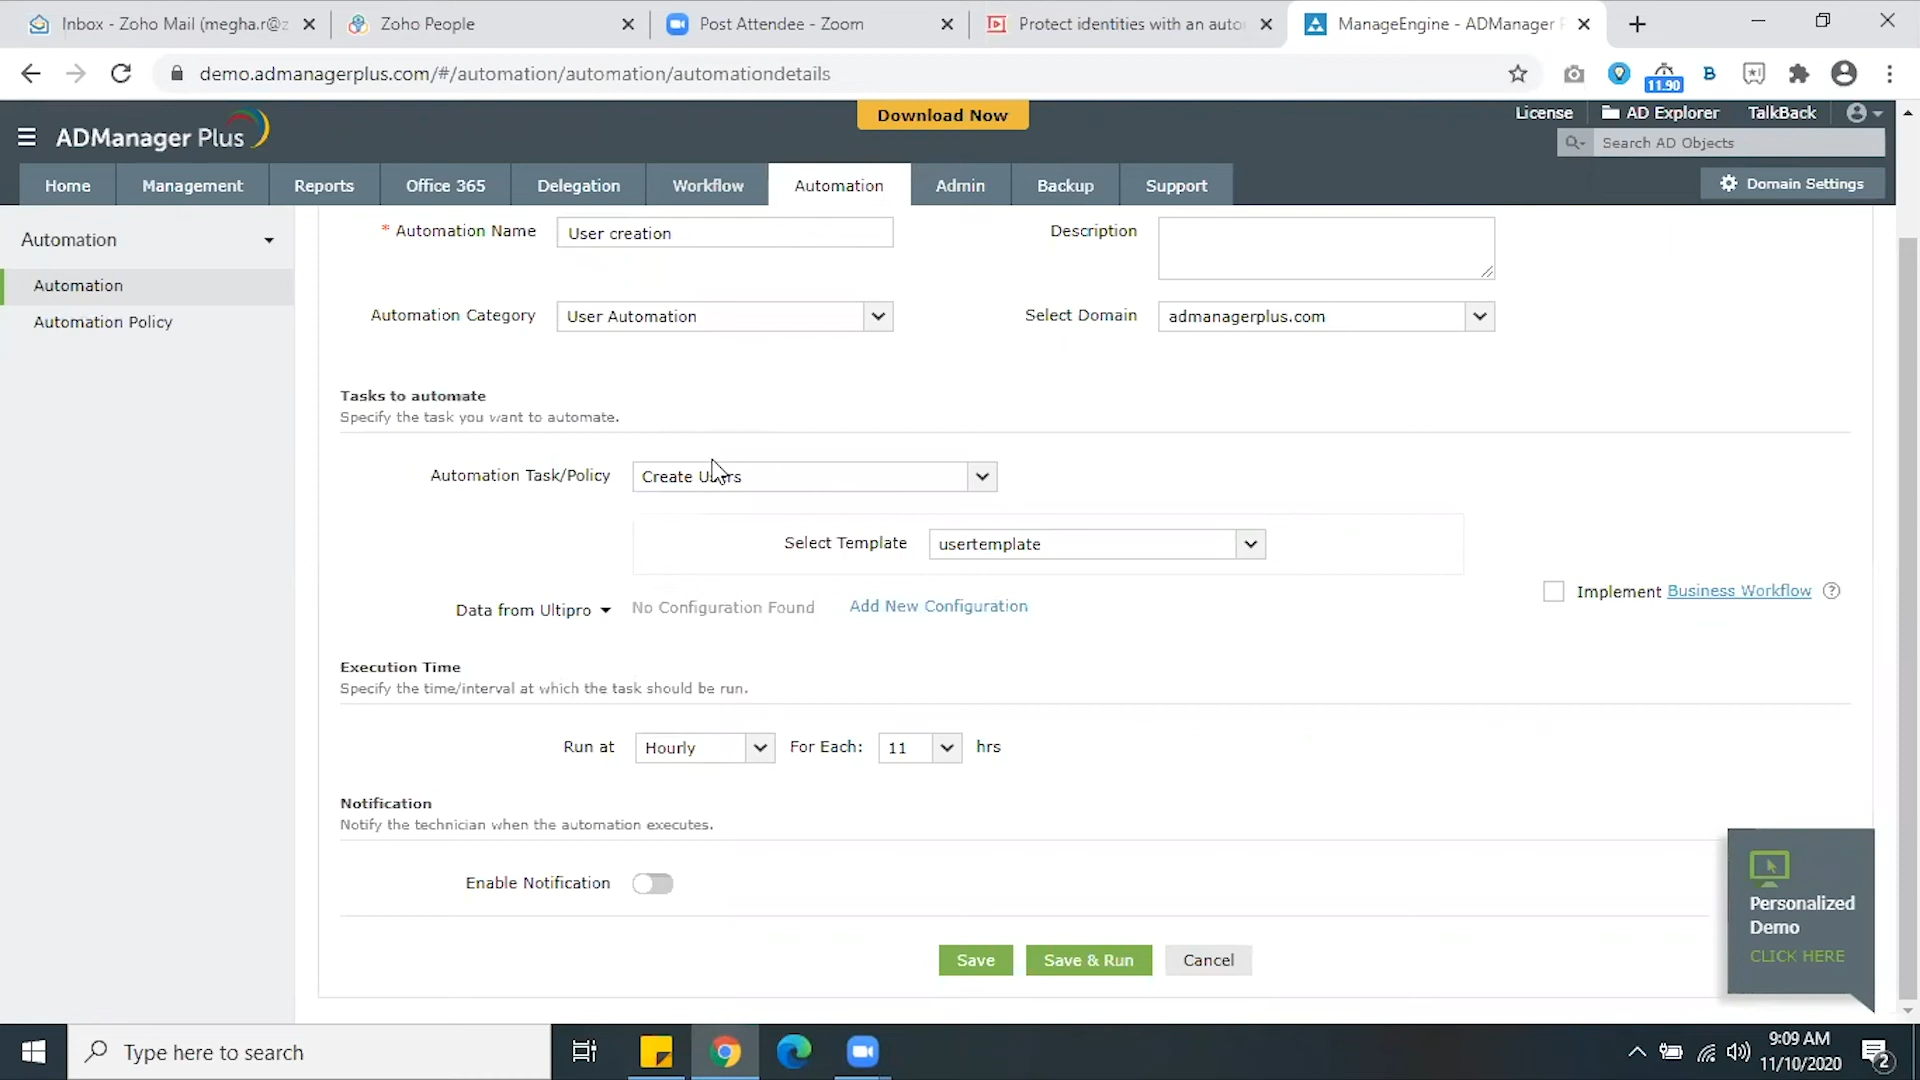 Inbox - Zoho Mail (megha.r@z
Zoho People
Post Attendee - Zoom
Protect identities with an auto
ManageEngine - ADManager P
demo.admanagerplus.com/#/automation/automationdetails
11.90
ADManager Plus
Download Now
License
AD Explorer
TalkBack
Search AD Objects
Home
Management
Reports
Office 365
Delegation
Workflow
Automation
Admin
Backup
Support
Domain Settings
Automation
Automation
Automation Policy
* Automation Name
User creation
Description
Automation Category
User Automation
Select Domain
admanagerplus.com
Tasks to automate
Specify the task you want to automate.
Automation Task/Policy
Create Users
Select Template
usertemplate
Data from Ultipro
No Configuration Found
Add New Configuration
Implement Business Workflow
Execution Time
Specify the time/interval at which the task should be run.
Run at
Hourly
For Each:
11
hrs
Notification
Notify the technician when the automation executes.
Enable Notification
Save
Save & Run
Cancel
Personalized
Demo
CLICK HERE
Type here to search
9:09 AM
11/10/2020
2